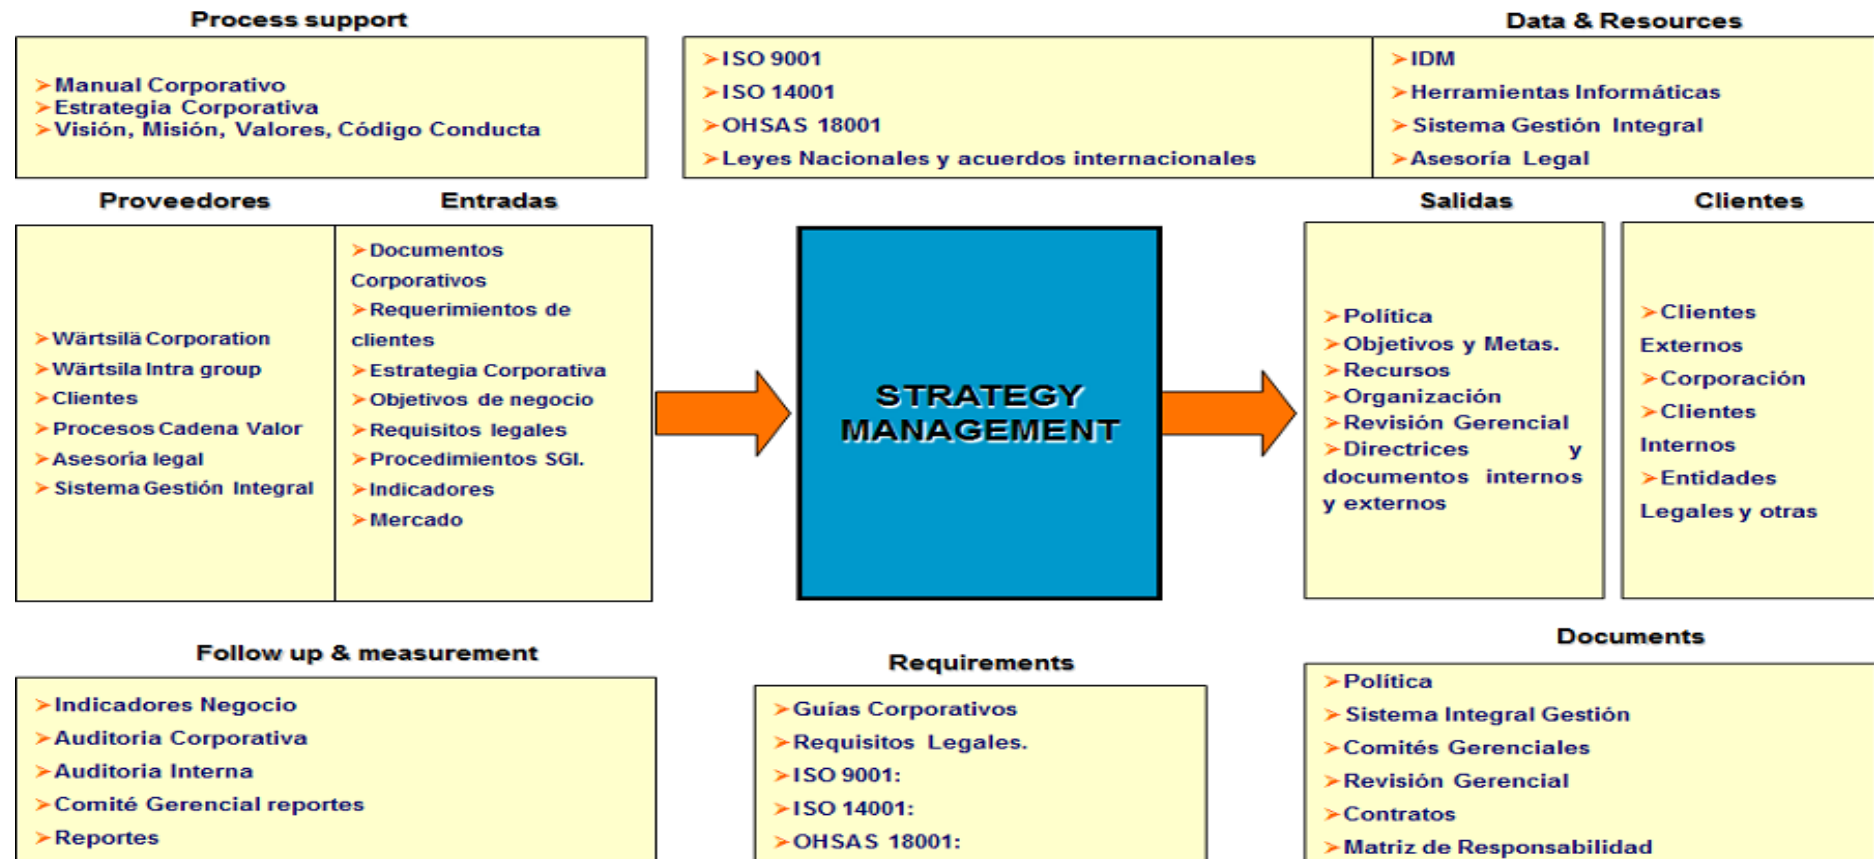 Process support
Data & Resources
➢Manual Corporativo
➢Estrategia Corporativa
➢Visión, Misión, Valores, Código Conducta
➢ISO 9001
➢ISO 14001
➢OHSAS 18001
➢Leyes Nacionales y acuerdos internacionales
➢IDM
➢Herramientas Informáticas
➢Sistema Gestión Integral
➢Asesoría Legal
Proveedores
Entradas
Salidas
Clientes
➢Wärtsilä Corporation
➢Wärtsila Intra group
➢Clientes
➢Procesos Cadena Valor
➢Asesoría legal
➢Sistema Gestión Integral
➢Documentos
Corporativos
➢Requerimientos de
clientes
➢Estrategia Corporativa
➢Objetivos de negocio
➢Requisitos legales
➢Procedimientos SGI.
➢Indicadores
➢Mercado
STRATEGY
MANAGEMENT
➢Política
➢Objetivos y Metas.
➢Recursos
➢Organización
➢Revisión Gerencial
➢Directrices y
documentos internos
y externos
➢Clientes
Externos
➢Corporación
➢Clientes
Internos
➢Entidades
Legales y otras
Follow up & measurement
Requirements
Documents
➢Indicadores Negocio
➢Auditoria Corporativa
➢Auditoria Interna
➢Comité Gerencial reportes
➢Reportes
➢Guías Corporativos
➢Requisitos Legales.
➢ISO 9001:
➢ISO 14001:
➢OHSAS 18001:
➢Política
➢Sistema Integral Gestión
➢Comités Gerenciales
➢Revisión Gerencial
➢Contratos
➢Matriz de Responsabilidad